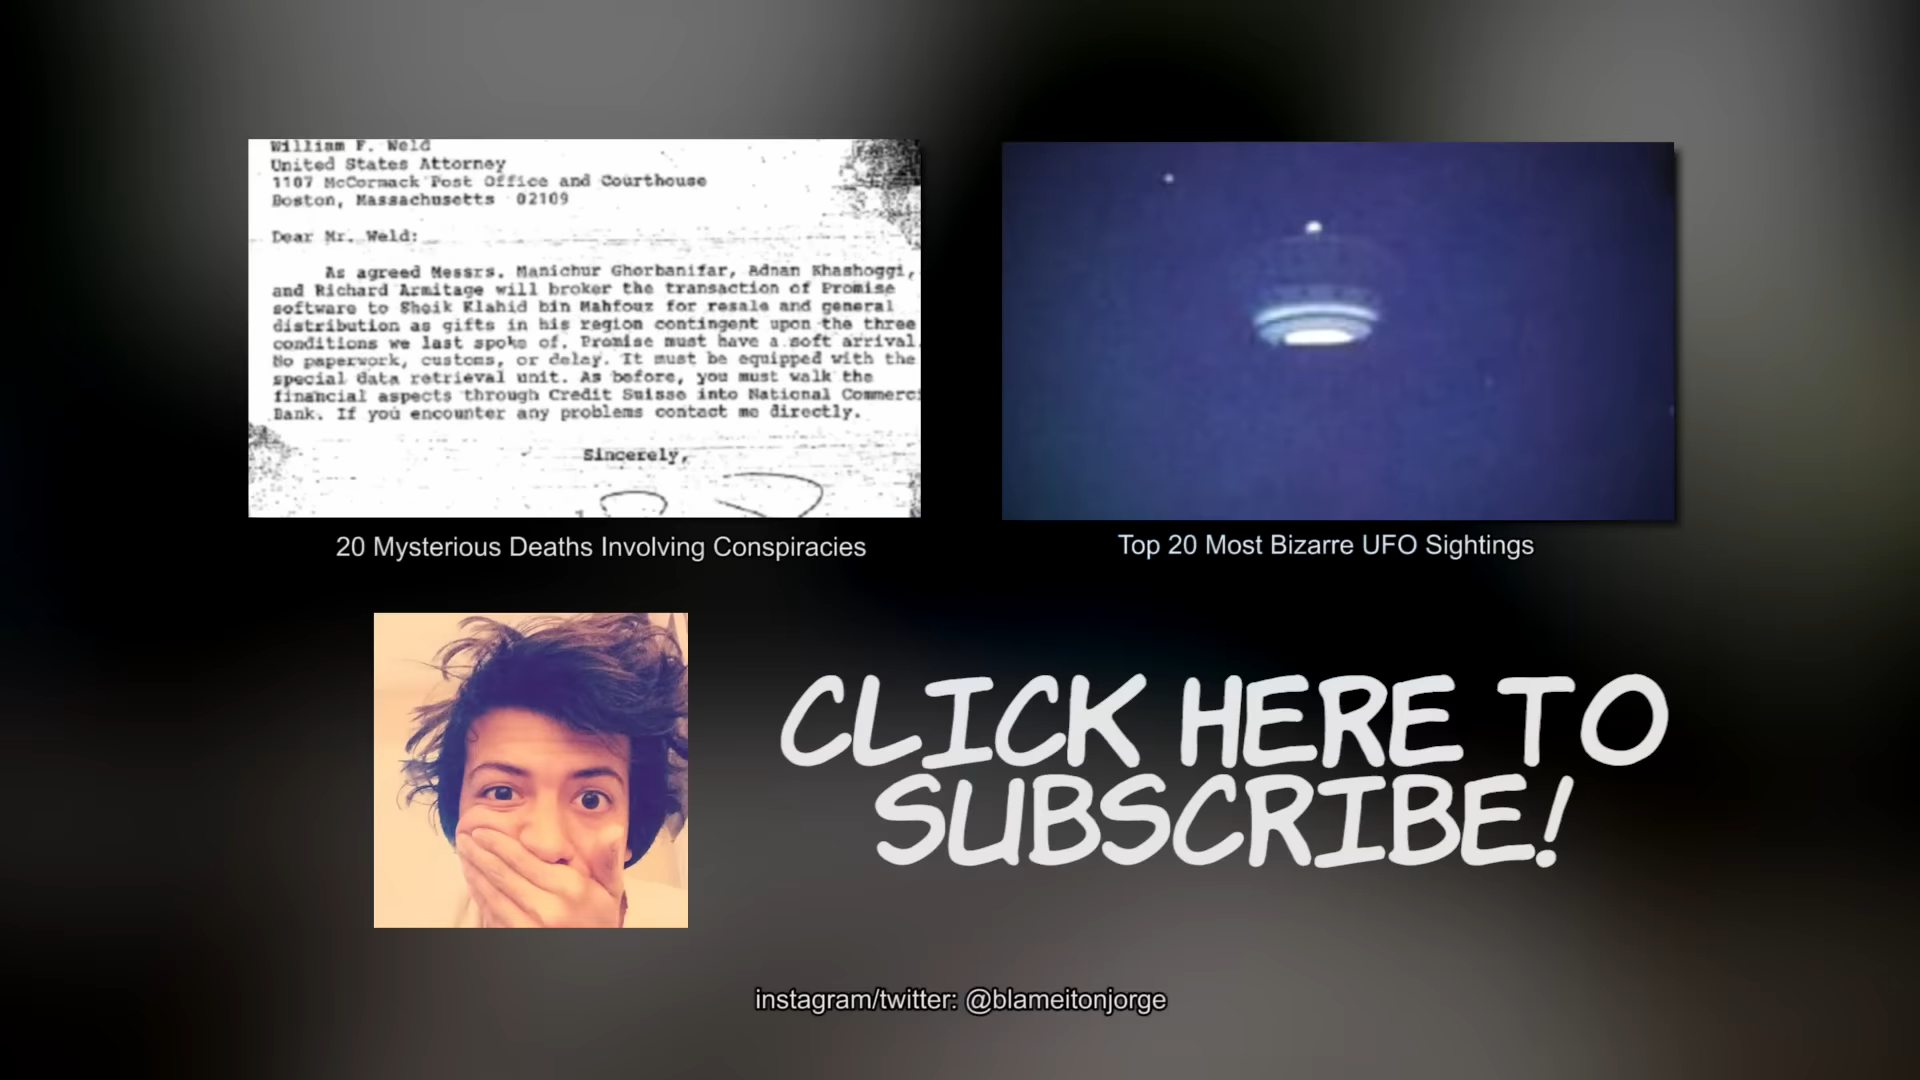 William F. Weld
United States Attorney
1107 McCormack Post Office and Courthouse
Boston, Massachusetts 02109
Dear Mr. Weld:
As agreed Messrs. Manichur Ghorbanifar, Adnan Khashoggi,
and Richard Armitage will broker the transaction of Promise
software to Sheik Klahid bin Mahfouz for resale and general
distribution as gifts in his region contingent upon the three
conditions we last spoke of. Promise must have a soft arrival.
No paperwork, customs, or delay. It must be equipped with the
special data retrieval unit. As before, you must walk the
financial aspects through Credit Suisse into National Commerci
Bank. If you encounter any problems contact me directly.
Sincerely,
20 Mysterious Deaths Involving Conspiracies
Top 20 Most Bizarre UFO Sightings
CLICK HERE TO
SUBSCRIBE!
instagram/twitter: @blameitonjorge